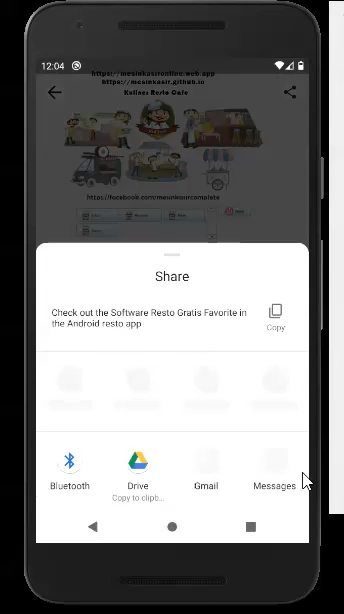 12:04
https://mesinkasironline.web.app
https://mesinkasir.github.io
Kuliner Resto Cafe
https://facebook.com/mesinkasircomplete
Share
Check out the Software Resto Gratis Favorite in
the Android resto app
Copy
Bluetooth
Drive
Gmail
Messages
Copy to clipb...